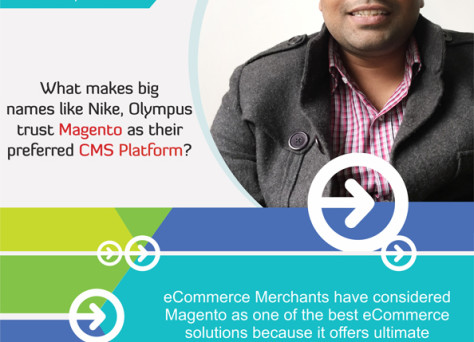 What makes big
names like Nike, Olympus
trust Magento as their
preferred CMS Platform?
eCommerce Merchants have considered
Magento as one of the best eCommerce
solutions because it offers ultimate